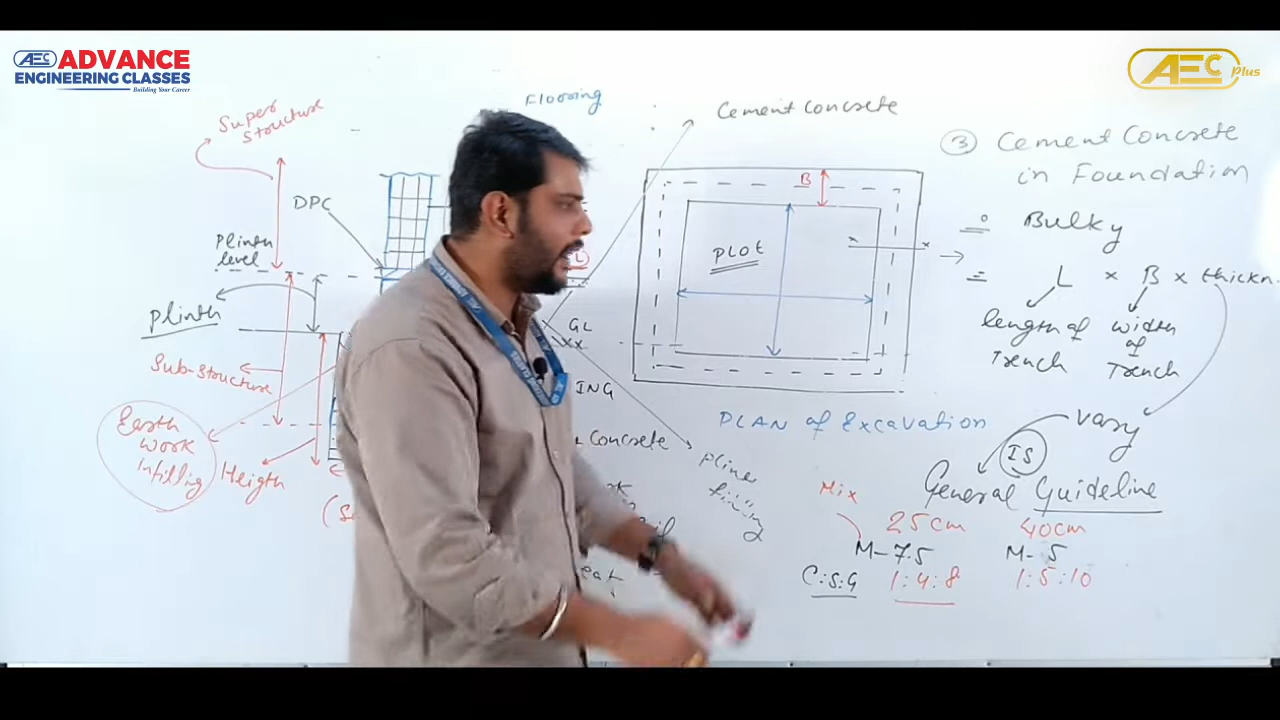 AEC ADVANCE
ENGINEERING CLASSES
Building Your Career
AEC Plus
Super
Structure
DPC
Plinth
level
Plinth
Sub-Structure
Earth
work
infilling
Heigth
Flooring
Cement Concrete
GL
ING
Concrete
B
PLOT
PLAN of Excavation
③ Cement Concrete
in Foundation
Bulky
= L × B × thickn
length of
Trench
width
of
Trench
vary
IS
General Guideline
Mix
25cm 40cm
M-7.5 M-5
C:S:G 1:4:8 1:5:10